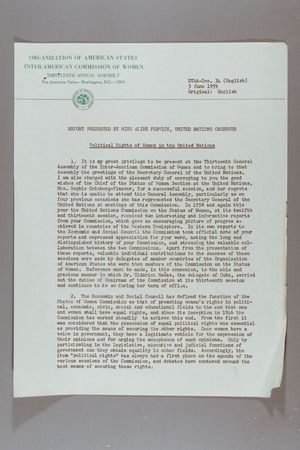 ORGANIZATION OF AMERICAN STATES
INTER-AMERICAN COMMISSION OF WOMEN
THIRTEENTH ANNUAL ASSEMBLY
Pan American Union—Washington, D.C.—1959
DTAA-Doc. 34 (English)
3 June 1959
Original: English
REPORT PRESENTED BY MISS ALINE UNITED NATIONS OBSERVER
Political Rights of Women in the United Nations
1. It is my great privilege to be present at the Thirteenth General
Assembly of the Inter-American Commission of Women and to bring to that
Assembly the greetings of the Secretary General of the United Nations.
I am also charged with the pleasant duty of conveying to you the good
wishes of the Chief of the Status of Women Section at the United Nations,
Mrs. Sophie Grinberg-Vinaver, for a successful session, and her regrets
that she is unable to attend this General Assembly, particularly as on
four previous occasions she has represented the Secretary General of the
United Nations at meetings of this Commission. In 1958 and again this
year the United Nations Commission on the Status of Women, at its twelfth
and thirteenth session, received two interesting and informative reports
from your Commission, which gave an encouraging picture of progress
achieved in countries of the Western Hemisphere. In its own reports to
the Economic and Social Council the Commission took official note of your
reports and expressed appreciation for your work, noting the long and
distinguished history of your Commission, and stressing the valuable
collaboration between the two Commissions. Apart from the presentation of
these reports, valuable individual contributions to the success of these
sessions were made by delegates of member countries of the Organization
of American States who were then members of the Commission on the Status
of Women. Reference must be made, in this connexion, to the able and
gracious manner in which Dr. Uldarica Mañas, the delegate of Cuba, carried
out the duties of Chairman of the Commission at its thirteenth session
and continues to do so during her term of office.
2. The Economic and Social Council has defined the function of the
Status of Women Commission as that of promoting women's rights in
political, economic, civic, social and educational fields to the end that men
and women shall have equal rights, and since its inception in 1946 the
Commission has worked steadily to achieve this end. From the first it
was considered that the possession of equal political rights was essential
as providing the means of securing the other rights. Once women have a
voice in government, they have a legitimate vehicle for the expression of
their opinions and for urging the acceptance of such opinions. Only by
participating in the legislative, executive and judicial functions of
government can they obtain equality in other fields. Accordingly, the
item "political rights" has always had a first place on the agenda of the
various sessions of the Commission, and debates have centered around the
best means of securing these rights.